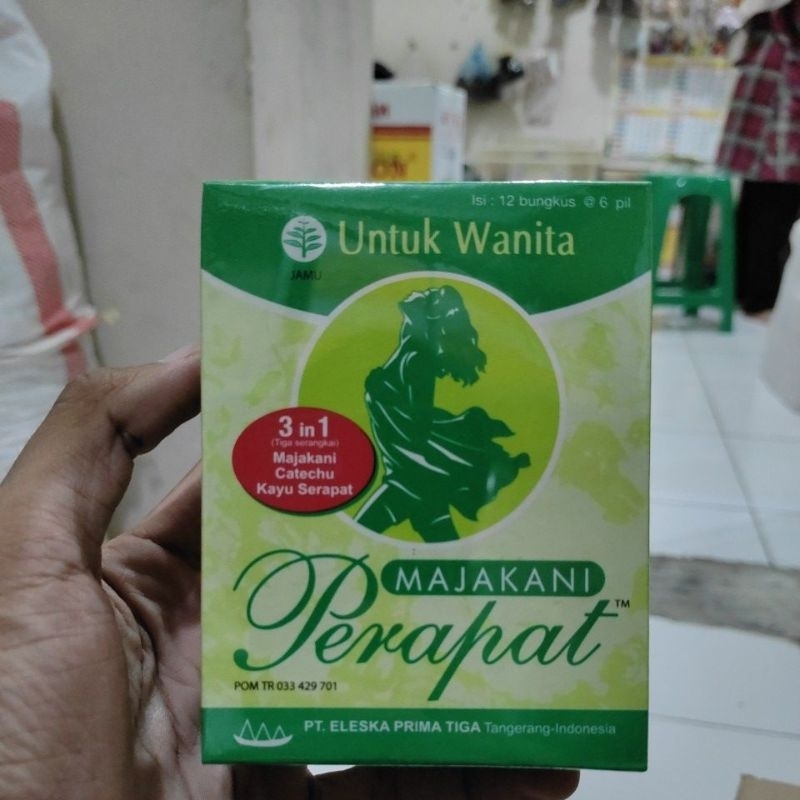 Isi : 12 bungkus @ 6 pil
Untuk Wanita
JAMU
3 in 1
(Tiga serangkai)
Majakani
Catechu
Kayu Serapat
MAJAKANI
Perapat™
POM TR 033 429 701
PT. ELESKA PRIMA TIGA Tangerang-Indonesia